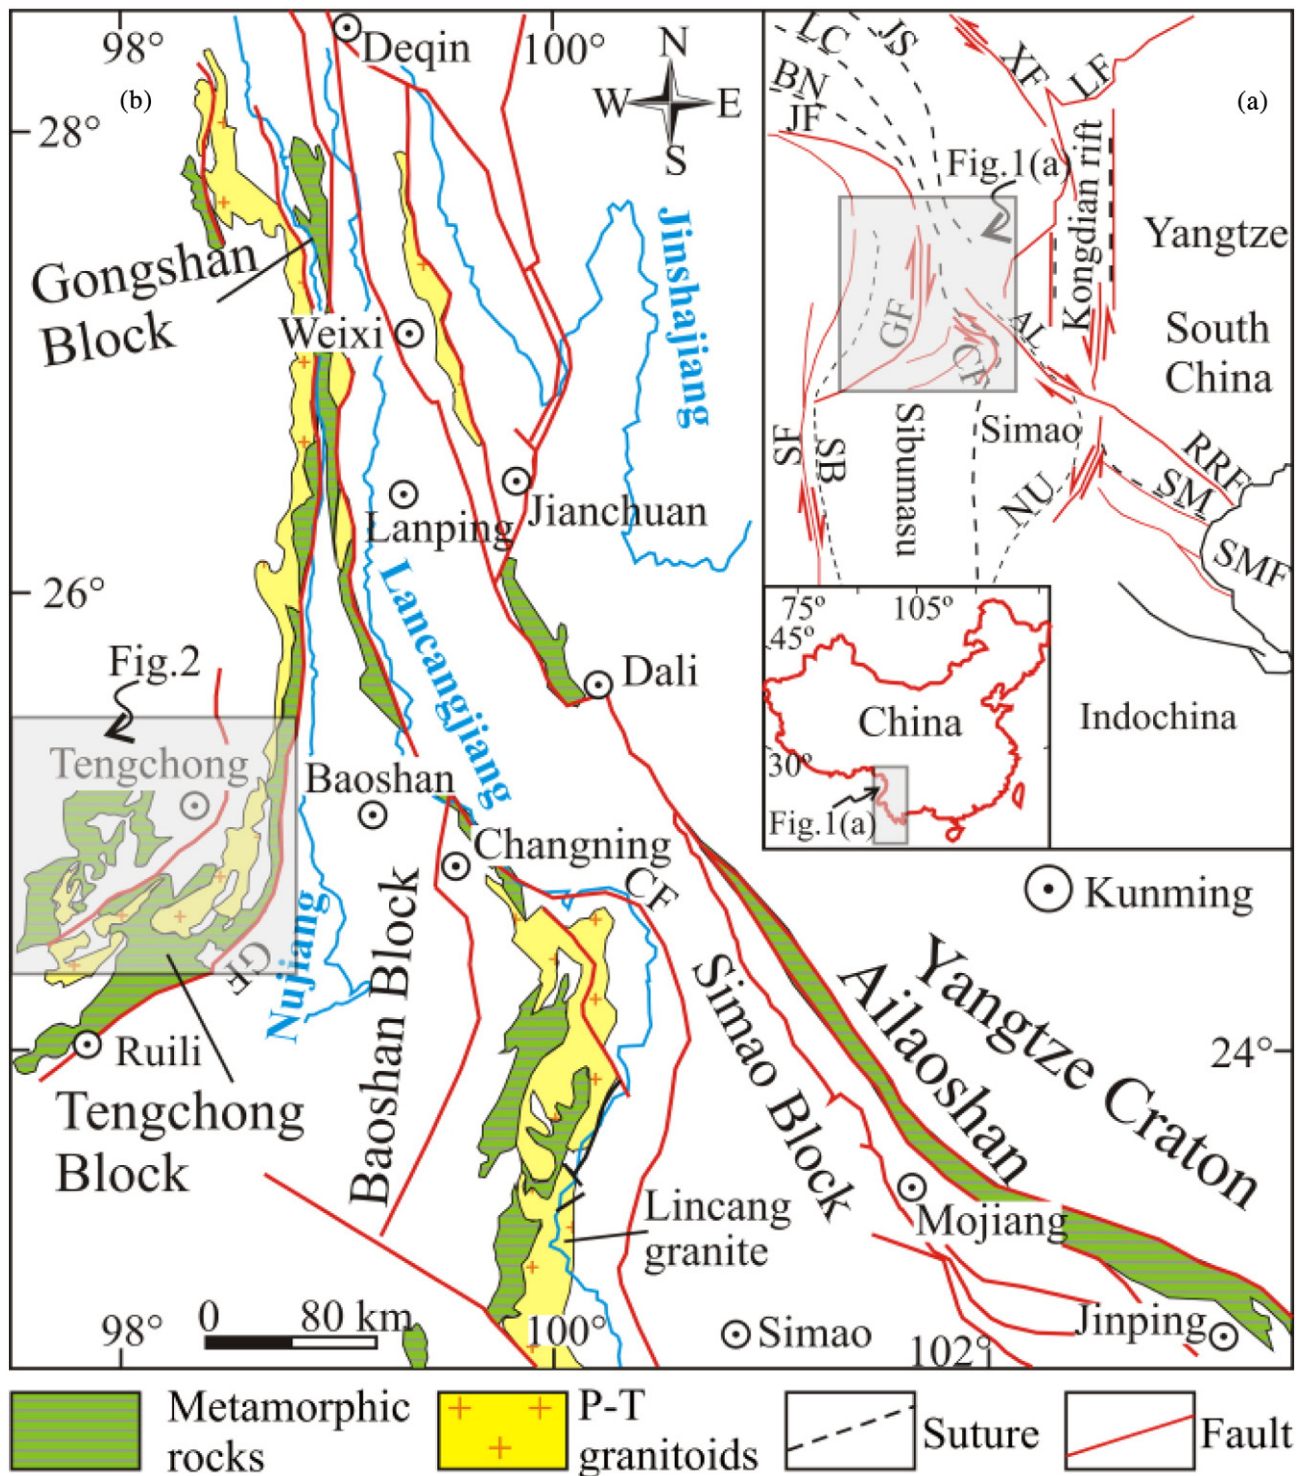 98°
Deqin
100°
N
W
E
S
(b)
28°
Gongshan
Block
Weixi
Jinshajiang
Lanping
Jianchuan
26°
Lancangjiang
Fig.2
Dali
Tengchong
Baoshan
Changning
CF
Kunming
Nujiang
GF
Baoshan Block
Simao Block
Ailaoshan
Yangtze Craton
24°
Ruili
Tengchong
Block
Lincang
granite
Mojiang
Jinping
Simao
0
80 km
98°
100°
102°
(a)
LC
JS
BN
JF
XF
LF
Fig.1(a)
Kongdian rift
Yangtze
South
China
GF
CF
AL
SF
SB
Sibumasu
Simao
NU
RRF
SM
SMF
Indochina
75°
105°
45°
China
30°
Fig.1(a)
Metamorphic
rocks
P-T
granitoids
Suture
Fault